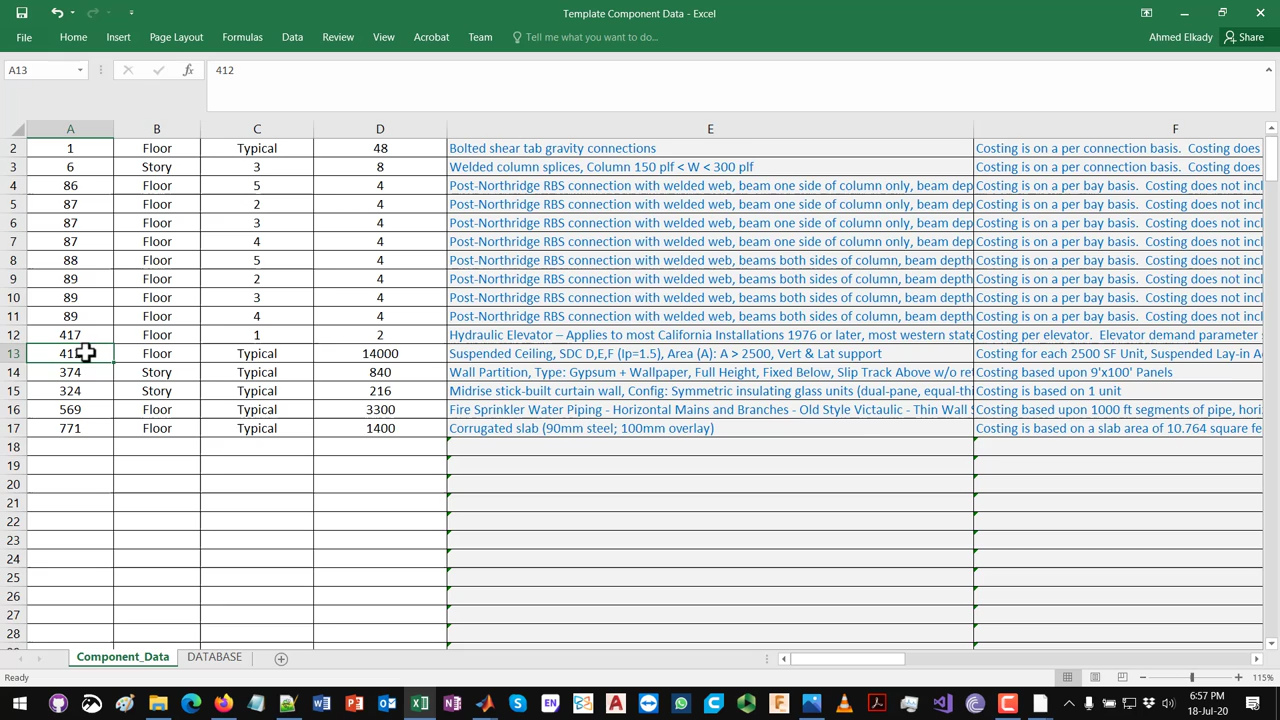 Template Component Data - Excel
File Home Insert Page Layout Formulas Data Review View Acrobat Team Tell me what you want to do... Ahmed Elkady Share
A13 fx 412
A B C D E F
2 1 Floor Typical 48 Bolted shear tab gravity connections Costing is on a per connection basis. Costing does
3 6 Story 3 8 Welded column splices, Column 150 plf < W < 300 plf Costing is on a per connection basis. Costing does
4 86 Floor 5 4 Post-Northridge RBS connection with welded web, beam one side of column only, beam dep Costing is on a per bay basis. Costing does not incl
5 87 Floor 2 4 Post-Northridge RBS connection with welded web, beam one side of column only, beam dep Costing is on a per bay basis. Costing does not incl
6 87 Floor 3 4 Post-Northridge RBS connection with welded web, beam one side of column only, beam dep Costing is on a per bay basis. Costing does not incl
7 87 Floor 4 4 Post-Northridge RBS connection with welded web, beam one side of column only, beam dep Costing is on a per bay basis. Costing does not incl
8 88 Floor 5 4 Post-Northridge RBS connection with welded web, beams both sides of column, beam depth Costing is on a per bay basis. Costing does not incl
9 89 Floor 2 4 Post-Northridge RBS connection with welded web, beams both sides of column, beam depth Costing is on a per bay basis. Costing does not incl
10 89 Floor 3 4 Post-Northridge RBS connection with welded web, beams both sides of column, beam depth Costing is on a per bay basis. Costing does not incl
11 89 Floor 4 4 Post-Northridge RBS connection with welded web, beams both sides of column, beam depth Costing is on a per bay basis. Costing does not incl
12 417 Floor 1 2 Hydraulic Elevator – Applies to most California Installations 1976 or later, most western state Costing per elevator. Elevator demand parameter
13 41 Floor Typical 14000 Suspended Ceiling, SDC D,E,F (Ip=1.5), Area (A): A > 2500, Vert & Lat support Costing for each 2500 SF Unit, Suspended Lay-in A
14 374 Story Typical 840 Wall Partition, Type: Gypsum + Wallpaper, Full Height, Fixed Below, Slip Track Above w/o re Costing based upon 9'x100' Panels
15 324 Story Typical 216 Midrise stick-built curtain wall, Config: Symmetric insulating glass units (dual-pane, equal-th Costing is based on 1 unit
16 569 Floor Typical 3300 Fire Sprinkler Water Piping - Horizontal Mains and Branches - Old Style Victaulic - Thin Wall S Costing based upon 1000 ft segments of pipe, hori
17 771 Floor Typical 1400 Corrugated slab (90mm steel; 100mm overlay) Costing is based on a slab area of 10.764 square fe
18
19
20
21
22
23
24
25
26
27
28
Component_Data DATABASE
Ready 115%
EN 6:57 PM
18-Jul-20